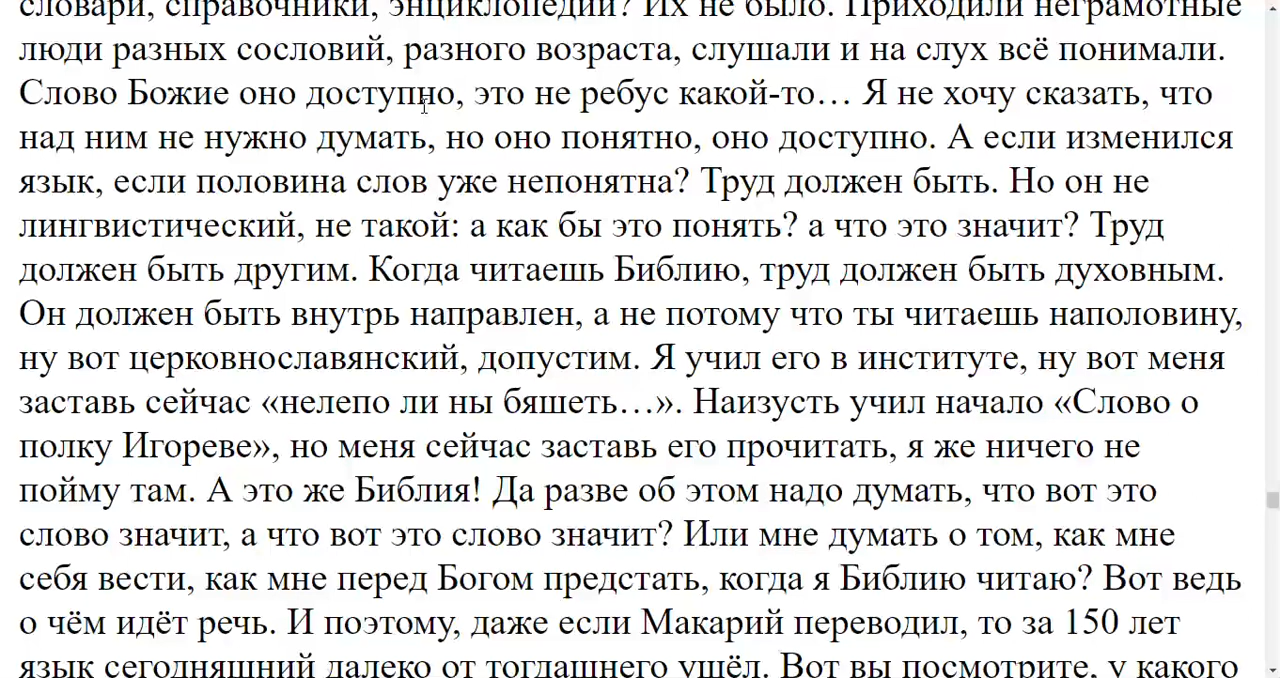 словари, справочники, энциклопедии? Их не было. Приходили неграмотные
люди разных сословий, разного возраста, слушали и на слух всё понимали.
Слово Божие оно доступно, это не ребус какой-то… Я не хочу сказать, что
над ним не нужно думать, но оно понятно, оно доступно. А если изменился
язык, если половина слов уже непонятна? Труд должен быть. Но он не
лингвистический, не такой: а как бы это понять? а что это значит? Труд
должен быть другим. Когда читаешь Библию, труд должен быть духовным.
Он должен быть внутрь направлен, а не потому что ты читаешь наполовину,
ну вот церковнославянский, допустим. Я учил его в институте, ну вот меня
заставь сейчас «нелепо ли ны бяшеть…». Наизусть учил начало «Слово о
полку Игореве», но меня сейчас заставь его прочитать, я же ничего не
пойму там. А это же Библия! Да разве об этом надо думать, что вот это
слово значит, а что вот это слово значит? Или мне думать о том, как мне
себя вести, как мне перед Богом предстать, когда я Библию читаю? Вот ведь
о чём идёт речь. И поэтому, даже если Макарий переводил, то за 150 лет
язык сегодняшний далеко от тогдашнего ушёл. Вот вы посмотрите, у какого